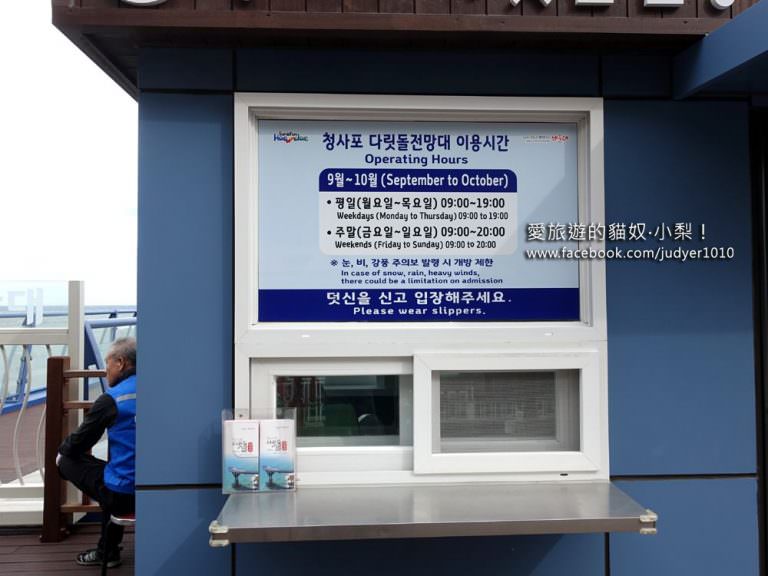 청사포 다릿돌전망대 이용시간
Operating Hours
9월~10월 (September to October)
• 평일(월요일~목요일) 09:00~19:00
Weekdays (Monday to Thursday) 09:00 to 19:00
• 주말(금요일~일요일) 09:00~20:00
Weekends (Friday to Sunday) 09:00 to 20:00
※ 눈, 비, 강풍 주의보 발령 시 개방 제한
In case of snow, rain, heavy winds,
there could be a limitation on admission
덧신을 신고 입장해주세요.
Please wear slippers.
愛旅遊的貓奴·小梨！
www.facebook.com/judyer1010